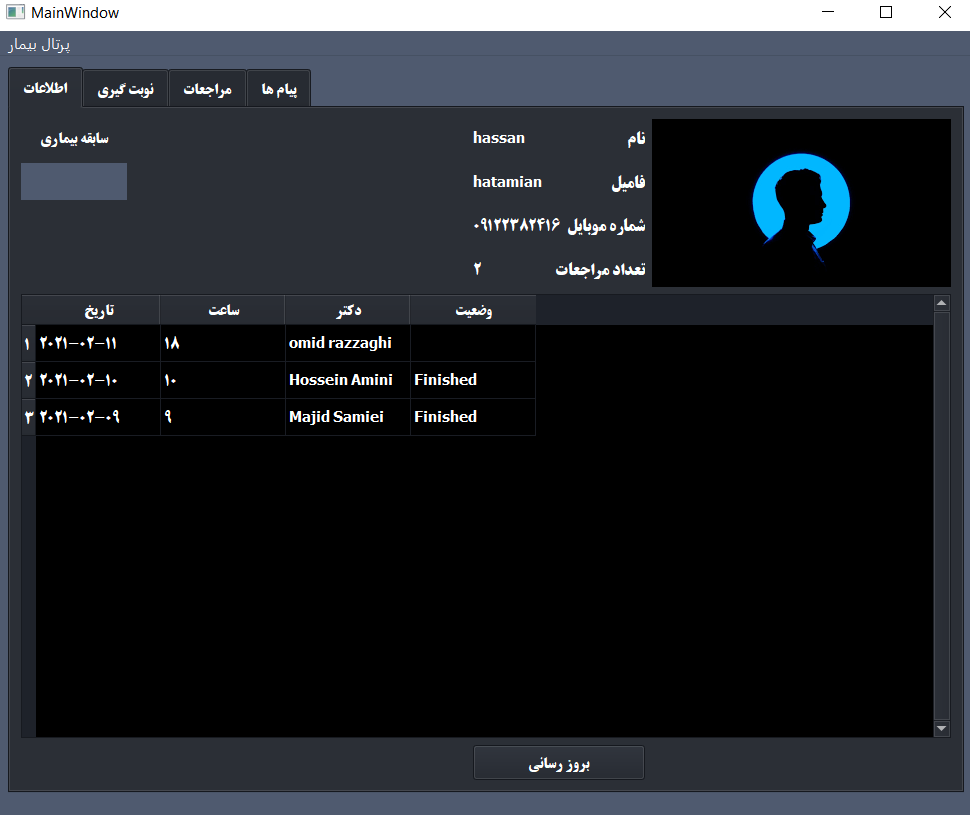 MainWindow
پرتال بیمار
اطلاعات
نوبت گیری
مراجعات
پیام ها
سابقه بیماری
نام hassan
فامیل hatamian
شماره موبایل ۰۹۱۲۲۳۸۲۴۱۶
تعداد مراجعات ۲
تاریخ ساعت دکتر وضعیت
۱ ۲۰۲۱-۰۲-۱۱ ۱۸ omid razzaghi
۲ ۲۰۲۱-۰۲-۱۰ ۱۰ Hossein Amini Finished
۳ ۲۰۲۱-۰۲-۰۹ ۹ Majid Samiei Finished
بروز رسانی